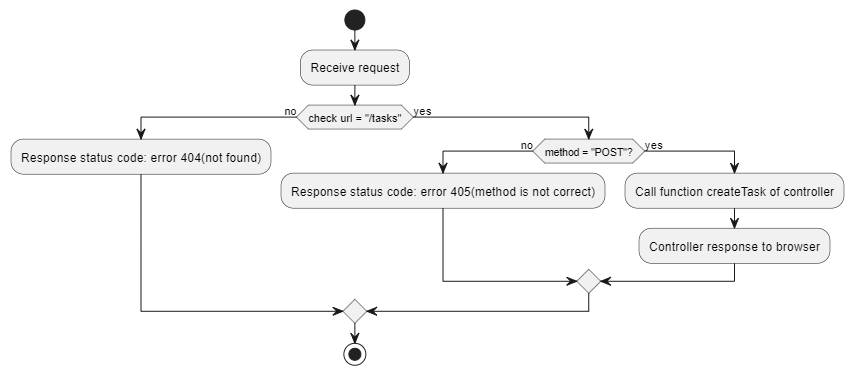 Receive request
no
check url = "/tasks"
yes
Response status code: error 404(not found)
no
method = "POST"?
yes
Response status code: error 405(method is not correct)
Call function createTask of controller
Controller response to browser